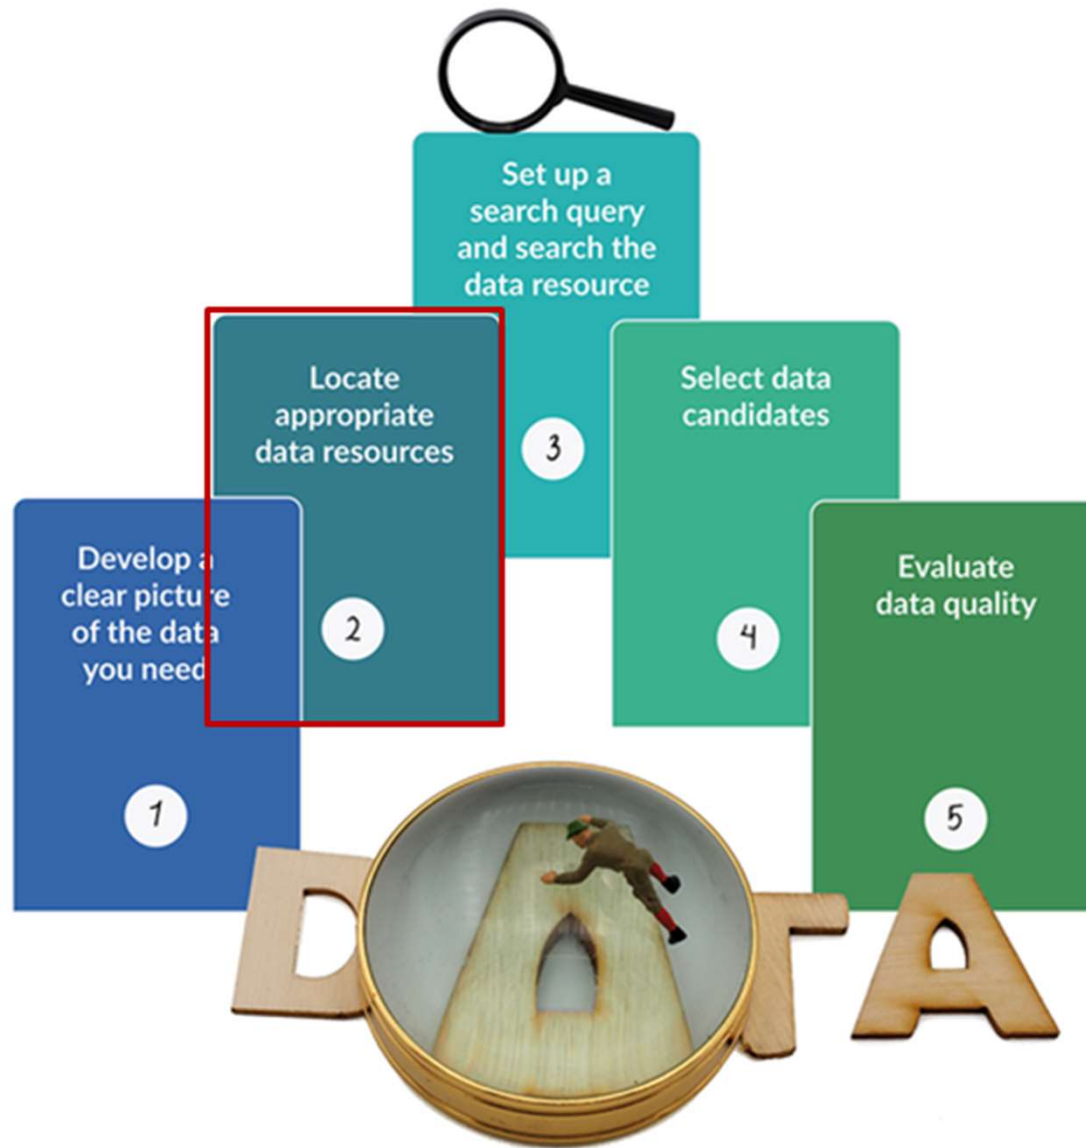 Develop a
clear picture
of the data
you need
1
Locate
appropriate
data resources
2
Set up a
search query
and search the
data resource
3
Select data
candidates
4
Evaluate
data quality
5
DATA